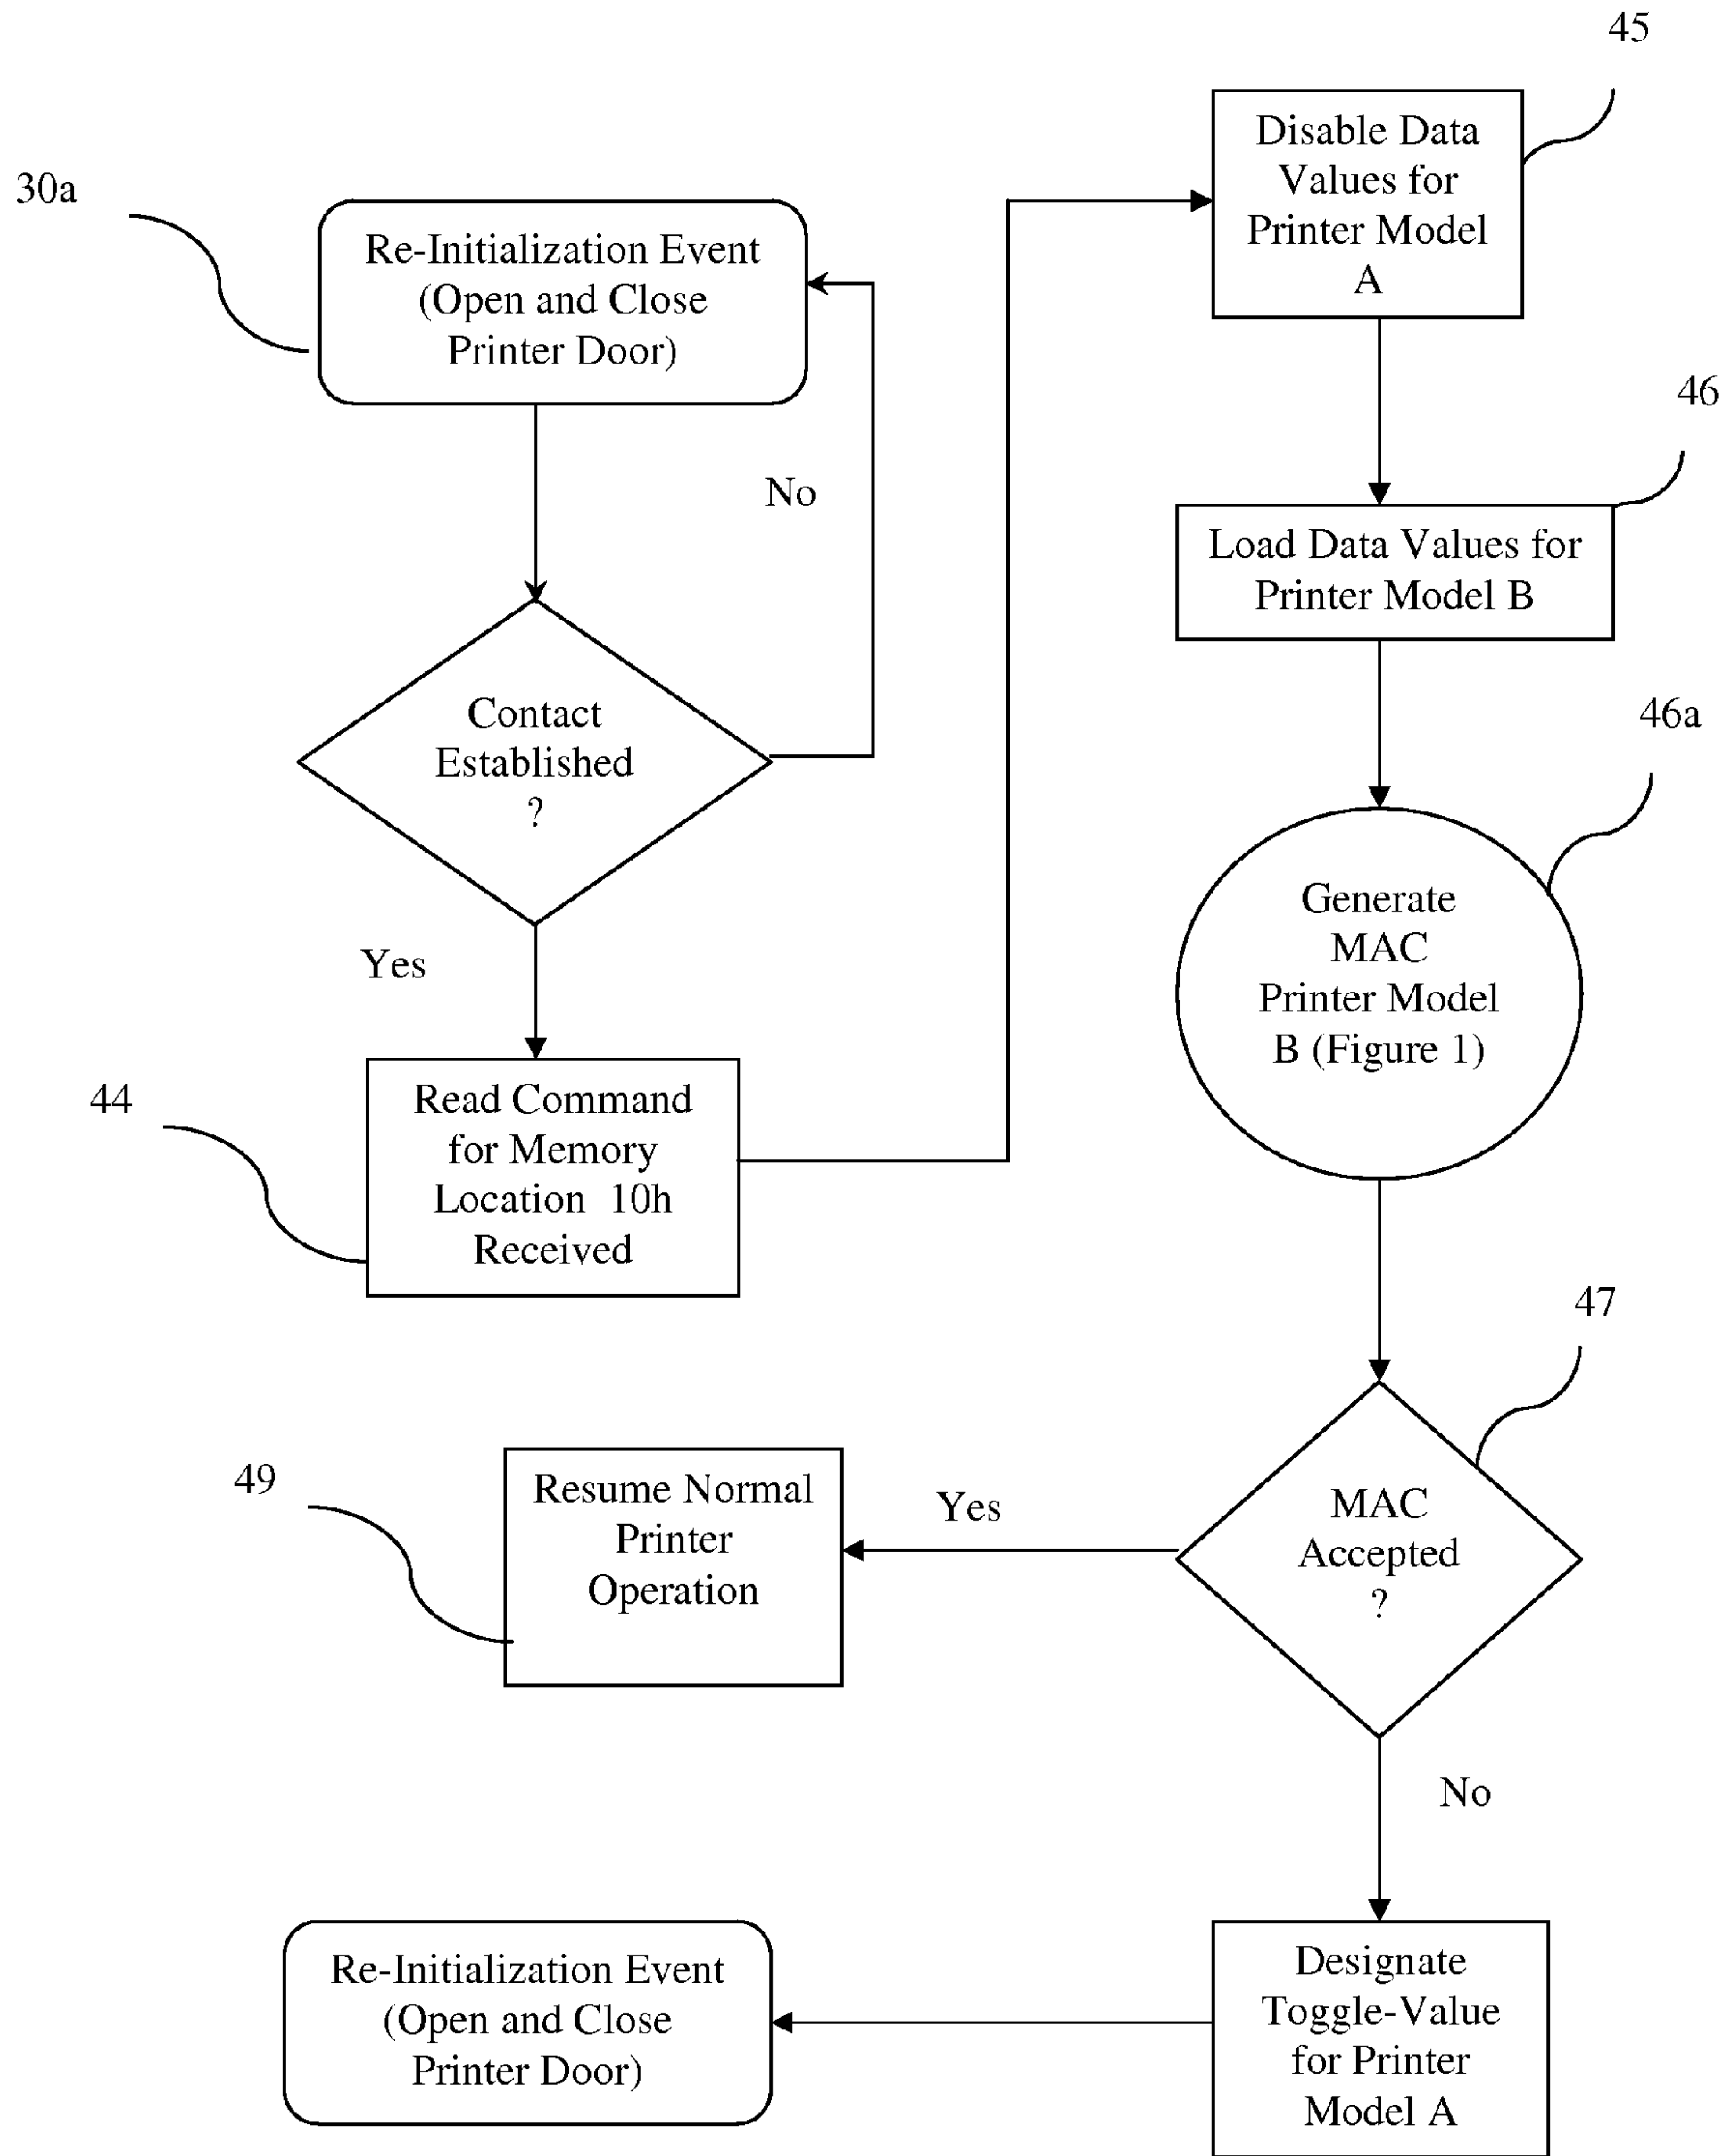 30a
Re-Initialization Event
(Open and Close
Printer Door)
No
Contact
Established
?
Yes
44
Read Command
for Memory
Location 10h
Received
45
Disable Data
Values for
Printer Model
A
46
Load Data Values for
Printer Model B
46a
Generate
MAC
Printer Model
B (Figure 1)
47
MAC
Accepted
?
Yes
49
Resume Normal
Printer
Operation
No
Designate
Toggle-Value
for Printer
Model A
Re-Initialization Event
(Open and Close
Printer Door)